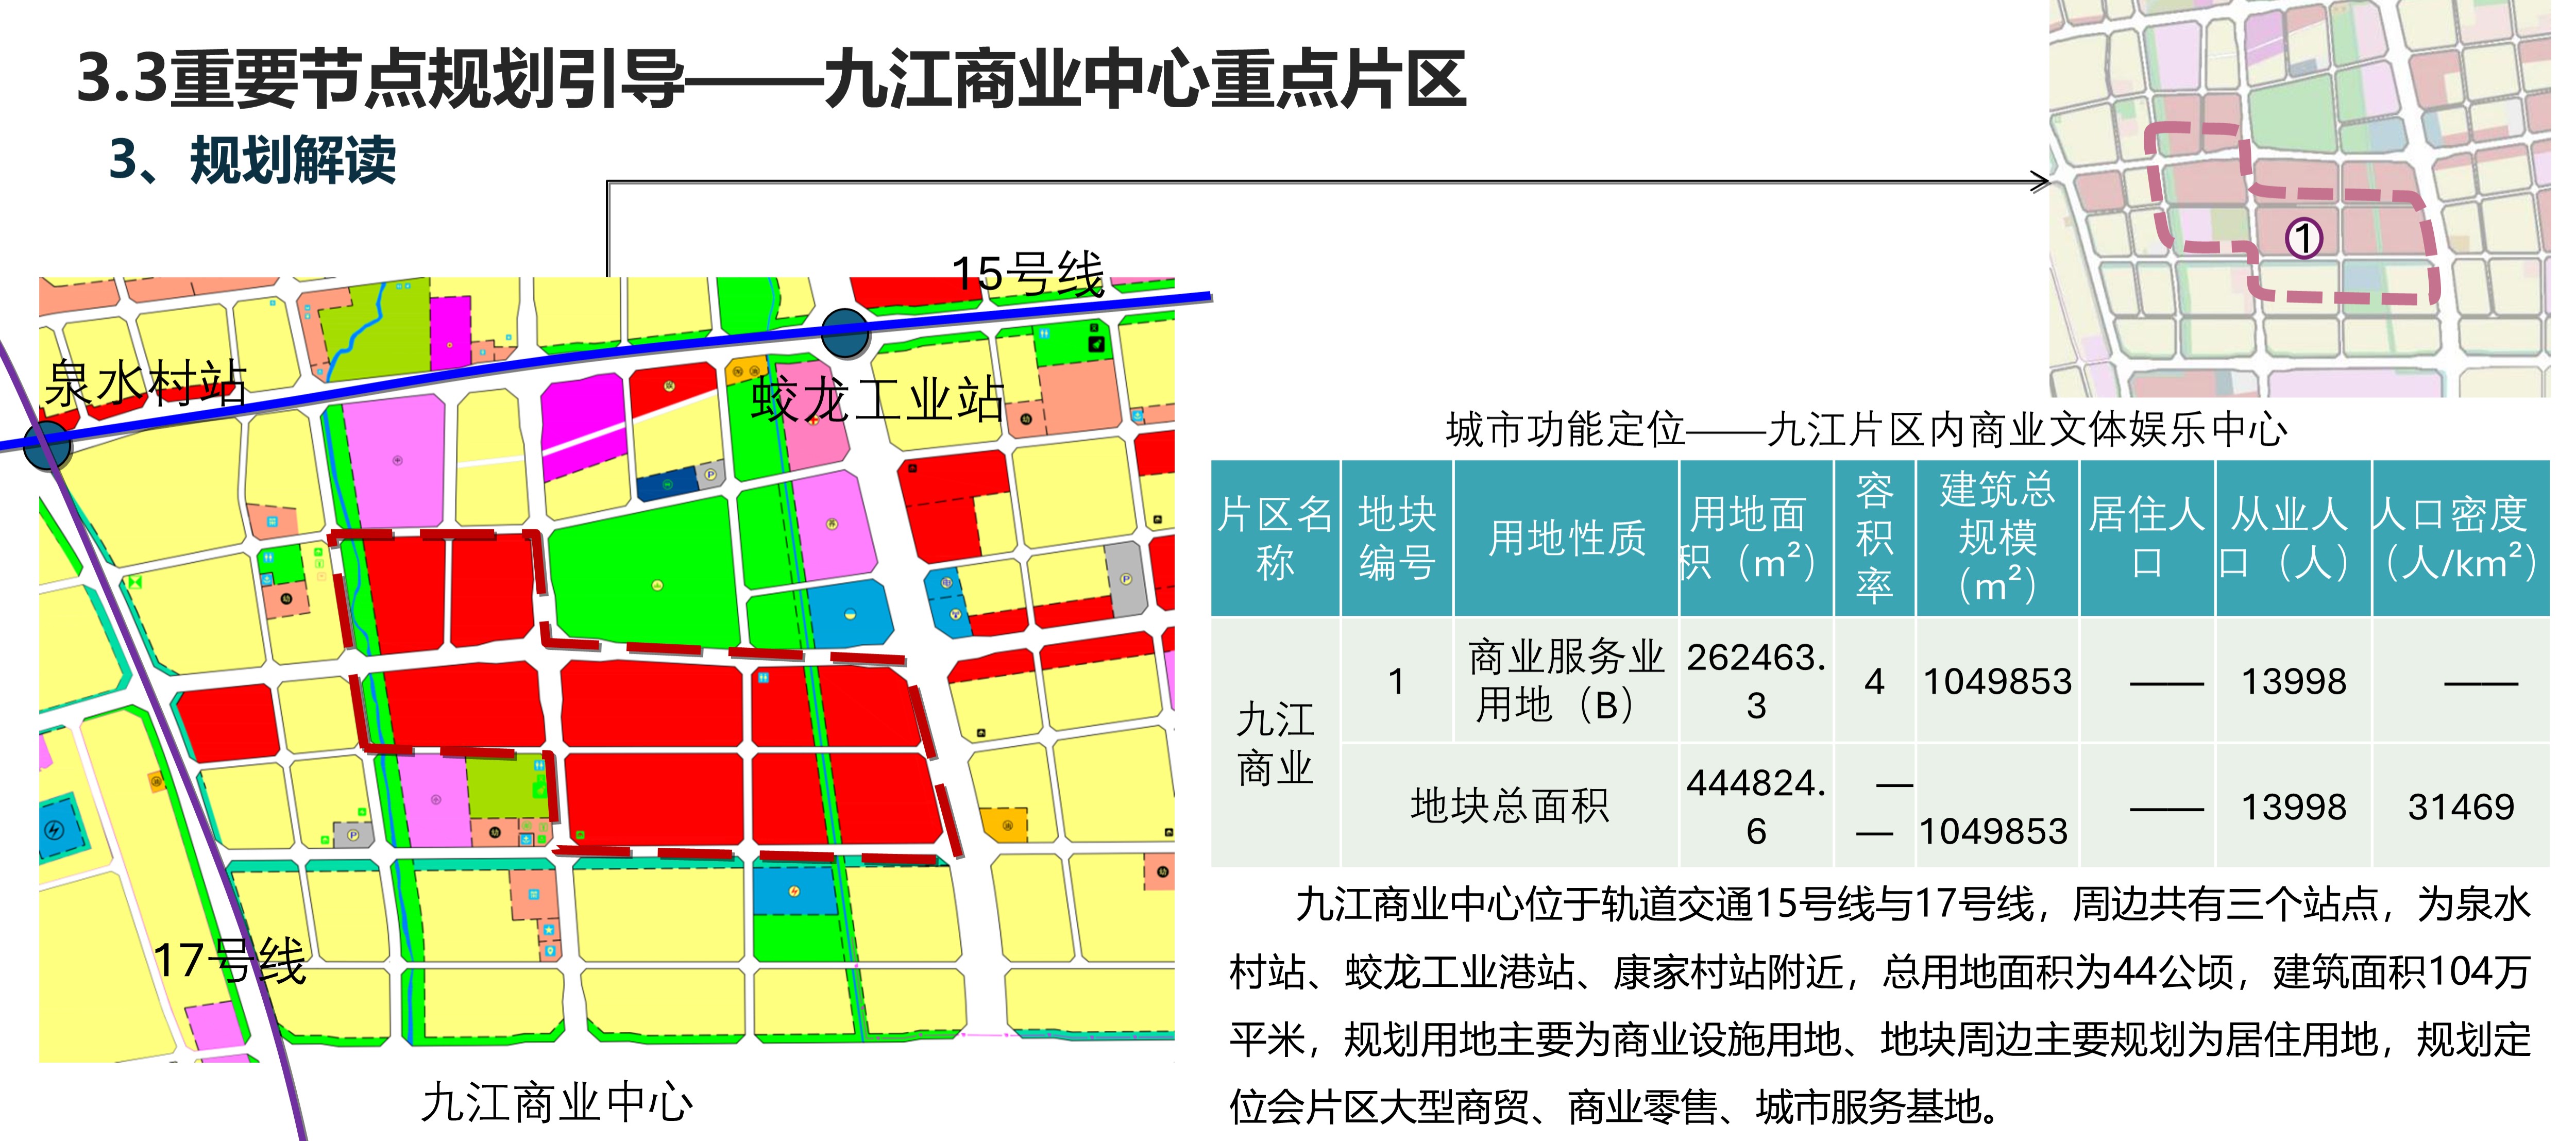 3.3重要节点规划引导——九江商业中心重点片区
3、规划解读
15号线
泉水村站
蛟龙工业站
17号线
九江商业中心
①
城市功能定位——九江片区内商业文体娱乐中心
片区名称 地块编号 用地性质 用地面积（m²） 容积率 建筑总规模（m²） 居住人口 从业人口（人） 人口密度（人/km²）
九江商业 1 商业服务业用地（B） 262463.3 4 1049853 —— 13998 ——
地块总面积 444824.6 —— 1049853 —— 13998 31469
九江商业中心位于轨道交通15号线与17号线，周边共有三个站点，为泉水
村站、蛟龙工业港站、康家村站附近，总用地面积为44公顷，建筑面积104万
平米，规划用地主要为商业设施用地、地块周边主要规划为居住用地，规划定
位会片区大型商贸、商业零售、城市服务基地。